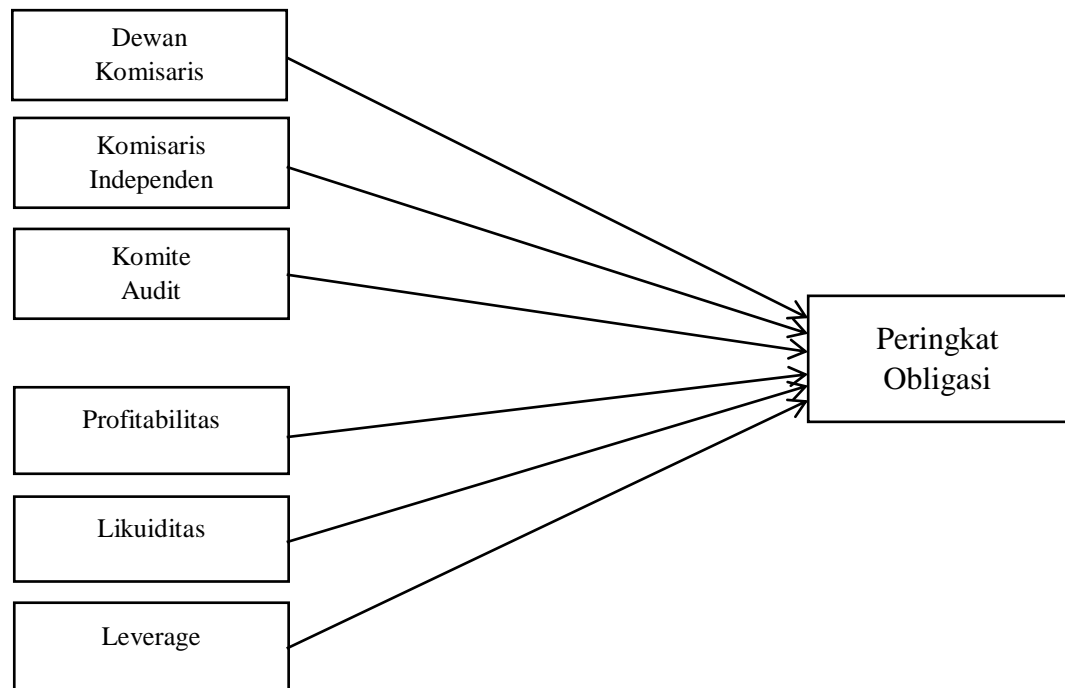 Dewan
Komisaris
Komisaris
Independen
Komite
Audit
Peringkat
Obligasi
Profitabilitas
Likuiditas
Leverage